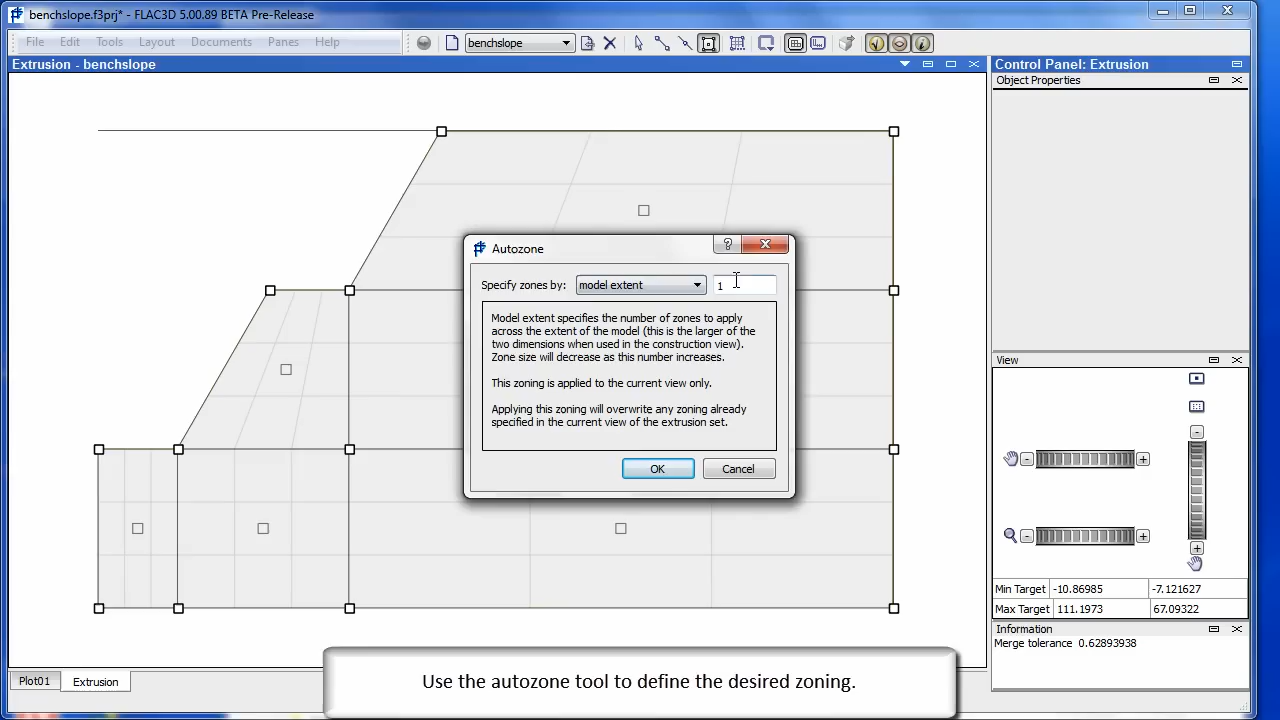 benchslope.f3prj* - FLAC3D 5.00.89 BETA Pre-Release
File Edit Tools Layout Documents Panes Help
benchslope
Extrusion - benchslope
Control Panel: Extrusion
Object Properties
Autozone
Specify zones by: model extent 1
Model extent specifies the number of zones to apply
across the extent of the model (this is the larger of the
two dimensions when used in the construction view).
Zone size will decrease as this number increases.
This zoning is applied to the current view only.
Applying this zoning will overwrite any zoning already
specified in the current view of the extrusion set.
OK Cancel
View
Min Target -10.86985 -7.121627
Max Target 111.1973 67.09322
Information
Merge tolerance 0.62893938
Plot01 Extrusion
Use the autozone tool to define the desired zoning.